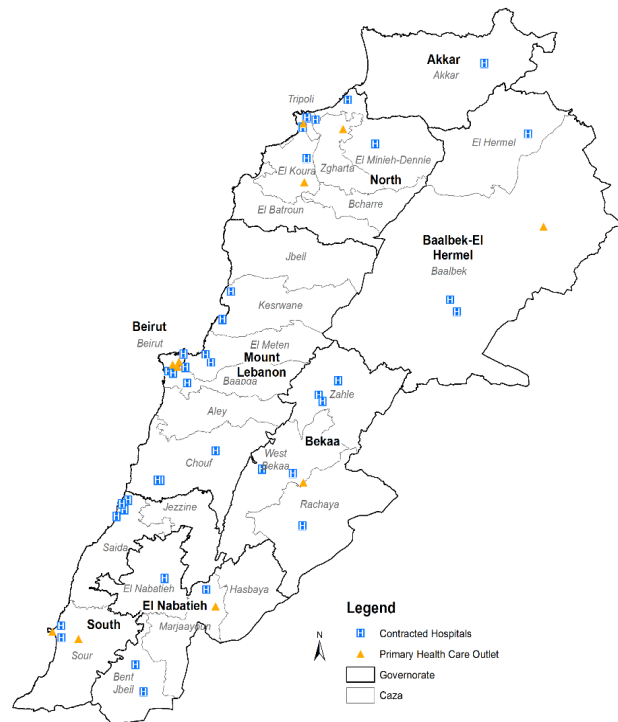 Akkar
Akkar
Tripoli
El Hermel
El Minieh-Dennie
El Koura
Zgharta
North
Bcharre
El Batroun
Baalbek-El
Hermel
Baalbek
Jbeil
Kesrwane
Beirut
Beirut
El Meten
Mount
Lebanon
Baabda
Zahle
Aley
Bekaa
Chouf
West
Bekaa
Jezzine
Rachaya
Saida
El Nabatieh
Hasbaya
El Nabatieh
Legend
South
Marjaayoun
N
Contracted Hospitals
Sour
Primary Health Care Outlet
Bent
Jbeil
Governorate
Caza